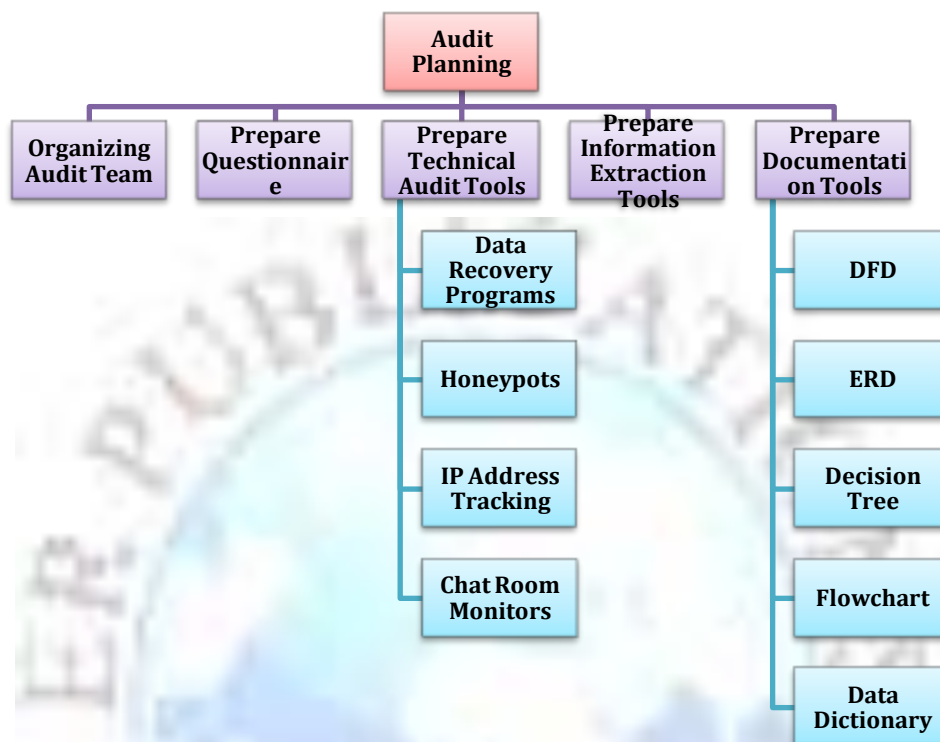 Audit
Planning
Organizing
Audit Team
Prepare
Questionnair
e
Prepare
Technical
Audit Tools
Prepare
Information
Extraction
Tools
Prepare
Documentati
on Tools
Data
Recovery
Programs
Honeypots
IP Address
Tracking
Chat Room
Monitors
DFD
ERD
Decision
Tree
Flowchart
Data
Dictionary